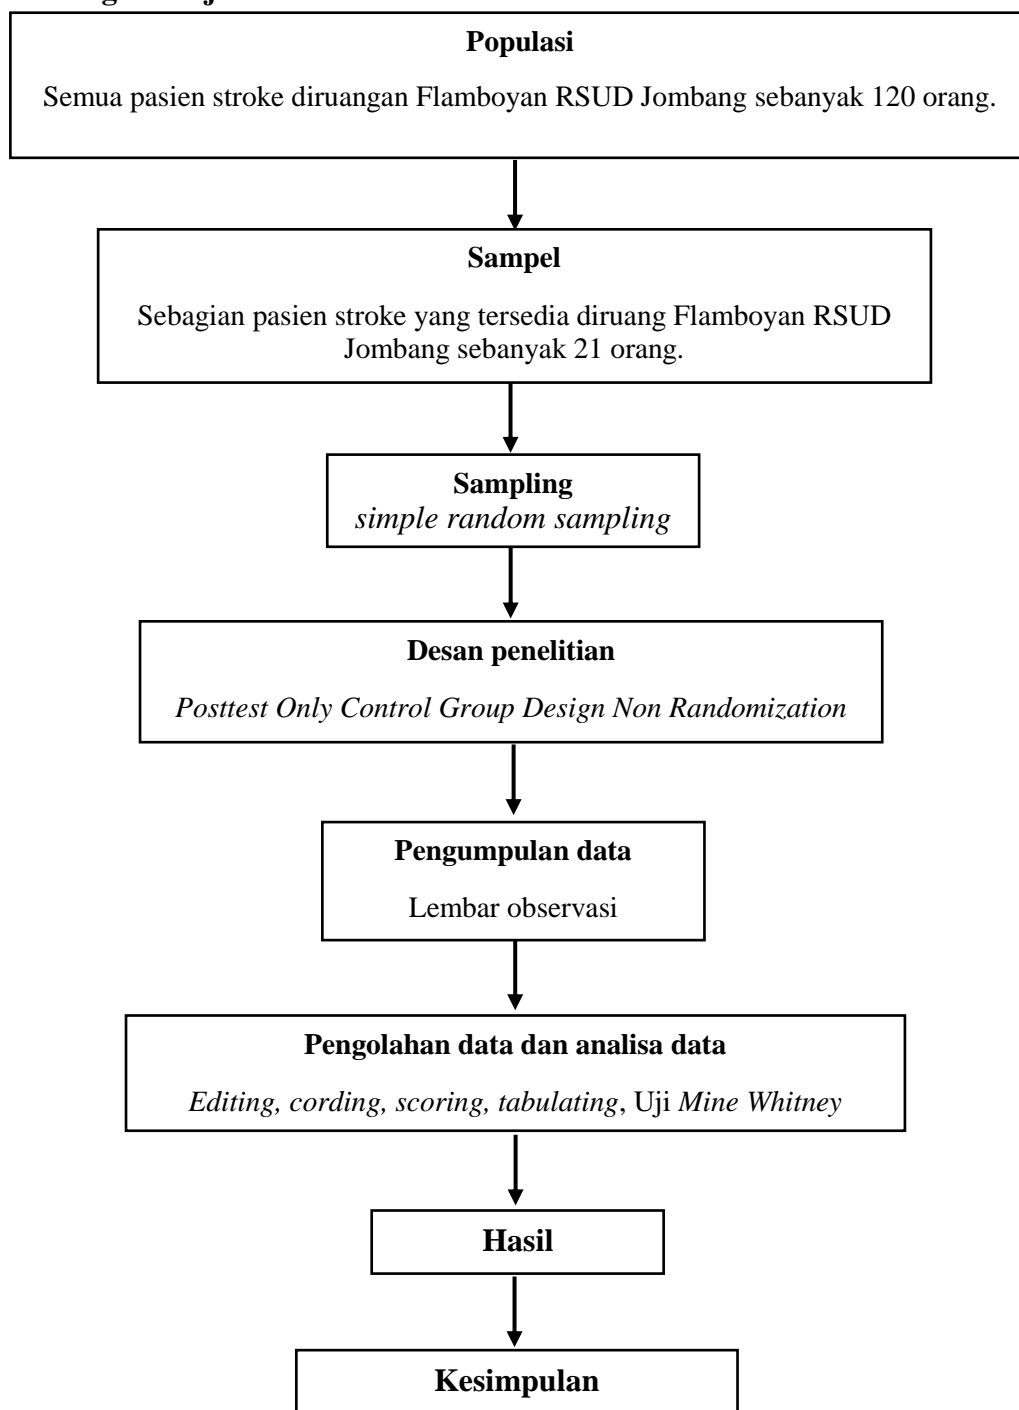 Populasi
Semua pasien stroke diruangan Flamboyan RSUD Jombang sebanyak 120 orang.
Sampel
Sebagian pasien stroke yang tersedia diruang Flamboyan RSUD
Jombang sebanyak 21 orang.
Sampling
simple random sampling
Desan penelitian
Posttest Only Control Group Design Non Randomization
Pengumpulan data
Lembar observasi
Pengolahan data dan analisa data
Editing, cording, scoring, tabulating, Uji Mine Whitney
Hasil
Kesimpulan